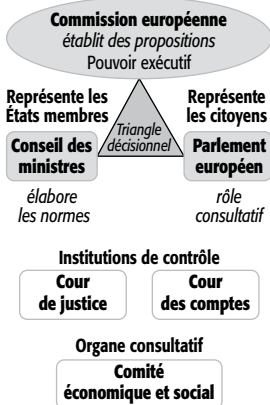 Commission européenne
établit des propositions
Pouvoir exécutif
Représente les
États membres
Représente
les citoyens
Triangle
décisionnel
Conseil des
ministres
Parlement
européen
élabore
les normes
rôle
consultatif
Institutions de contrôle
Cour
de justice
Cour
des comptes
Organe consultatif
Comité
économique et social